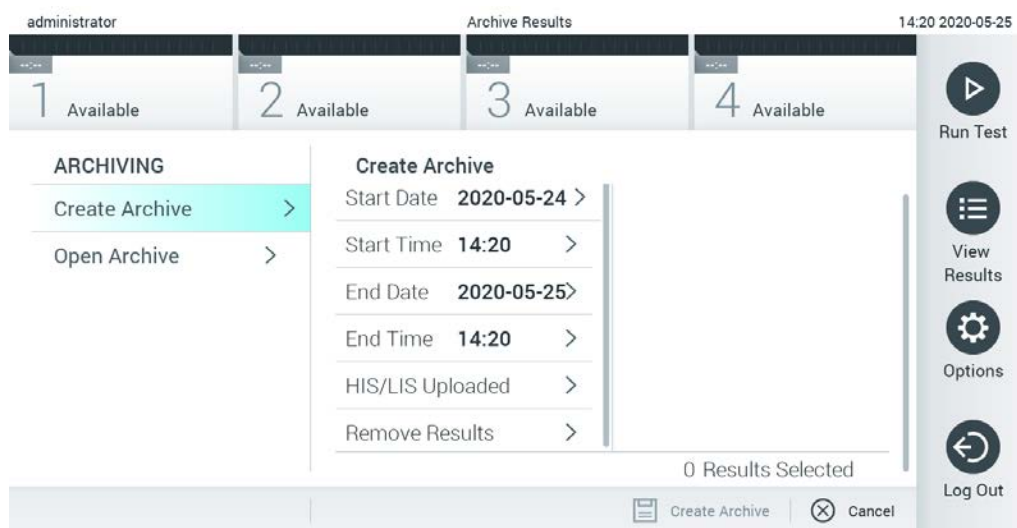 administrator Archive Results 14:20 2020-05-25
--:-- --:-- --:-- --:--
1 Available 2 Available 3 Available 4 Available
Run Test
ARCHIVING
Create Archive
Open Archive
Create Archive
Start Date 2020-05-24
Start Time 14:20
End Date 2020-05-25
End Time 14:20
HIS/LIS Uploaded
Remove Results
0 Results Selected
Create Archive Cancel
View
Results
Options
Log Out